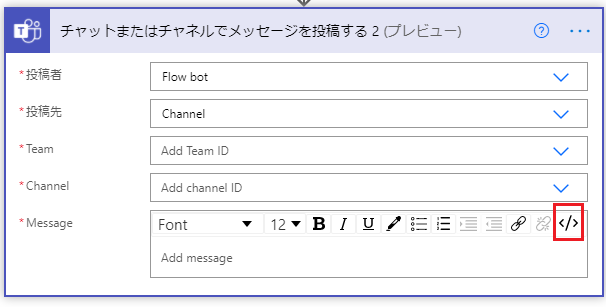 チャットまたはチャネルでメッセージを投稿する 2 (プレビュー)
*投稿者 Flow bot
*投稿先 Channel
*Team Add Team ID
*Channel Add channel ID
*Message Font 12 B I U </>
Add message